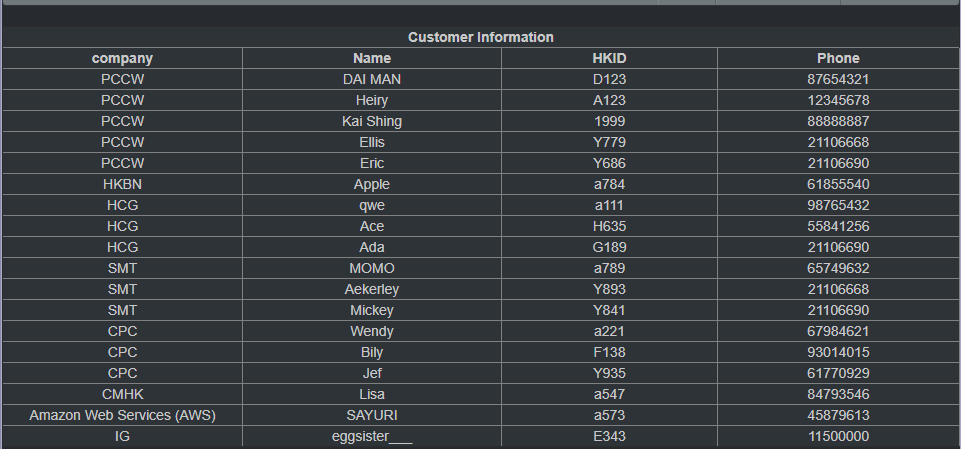 Customer Information
company Name HKID Phone
PCCW DAI MAN D123 87654321
PCCW Heiry A123 12345678
PCCW Kai Shing 1999 88888887
PCCW Ellis Y779 21106668
PCCW Eric Y686 21106690
HKBN Apple a784 61855540
HCG qwe a111 98765432
HCG Ace H635 55841256
HCG Ada G189 21106690
SMT MOMO a789 65749632
SMT Aekerley Y893 21106668
SMT Mickey Y841 21106690
CPC Wendy a221 67984621
CPC Bily F138 93014015
CPC Jef Y935 61770929
CMHK Lisa a547 84793546
Amazon Web Services (AWS) SAYURI a573 45879613
IG eggsister___ E343 11500000